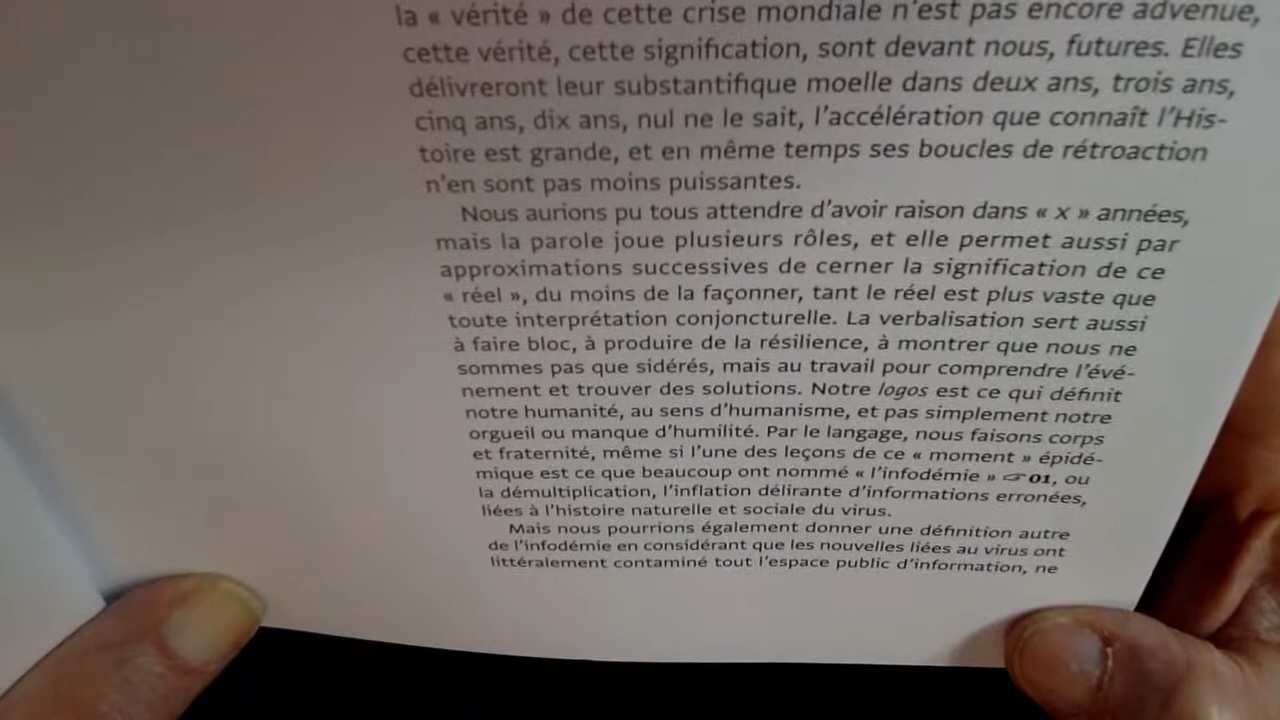 la « vérité » de cette crise mondiale n'est pas encore advenue,
cette vérité, cette signification, sont devant nous, futures. Elles
délivreront leur substantifique moelle dans deux ans, trois ans,
cinq ans, dix ans, nul ne le sait, l'accélération que connaît l'His-
toire est grande, et en même temps ses boucles de rétroaction
n'en sont pas moins puissantes.
Nous aurions pu tous attendre d'avoir raison dans « x » années,
mais la parole joue plusieurs rôles, et elle permet aussi par
approximations successives de cerner la signification de ce
« réel », du moins de la façonner, tant le réel est plus vaste que
toute interprétation conjoncturelle. La verbalisation sert aussi
à faire bloc, à produire de la résilience, à montrer que nous ne
sommes pas que sidérés, mais au travail pour comprendre l'évé-
nement et trouver des solutions. Notre logos est ce qui définit
notre humanité, au sens d'humanisme, et pas simplement notre
orgueil ou manque d'humilité. Par le langage, nous faisons corps
et fraternité, même si l'une des leçons de ce « moment » épidé-
mique est ce que beaucoup ont nommé « l'infodémie » ☞ 01, ou
la démultiplication, l'inflation délirante d'informations erronées,
liées à l'histoire naturelle et sociale du virus.
Mais nous pourrions également donner une définition autre
de l'infodémie en considérant que les nouvelles liées au virus ont
littéralement contaminé tout l'espace public d'information, ne